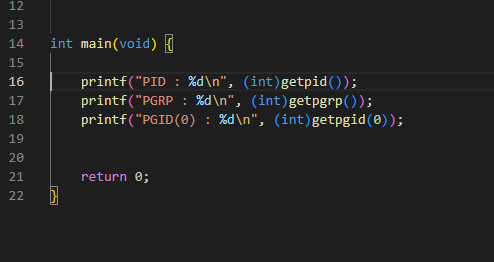 12
13
14 int main(void) {
15
16 printf("PID : %d\n", (int)getpid());
17 printf("PGRP : %d\n", (int)getpgrp());
18 printf("PGID(0) : %d\n", (int)getpgid(0));
19
20
21 return 0;
22 }